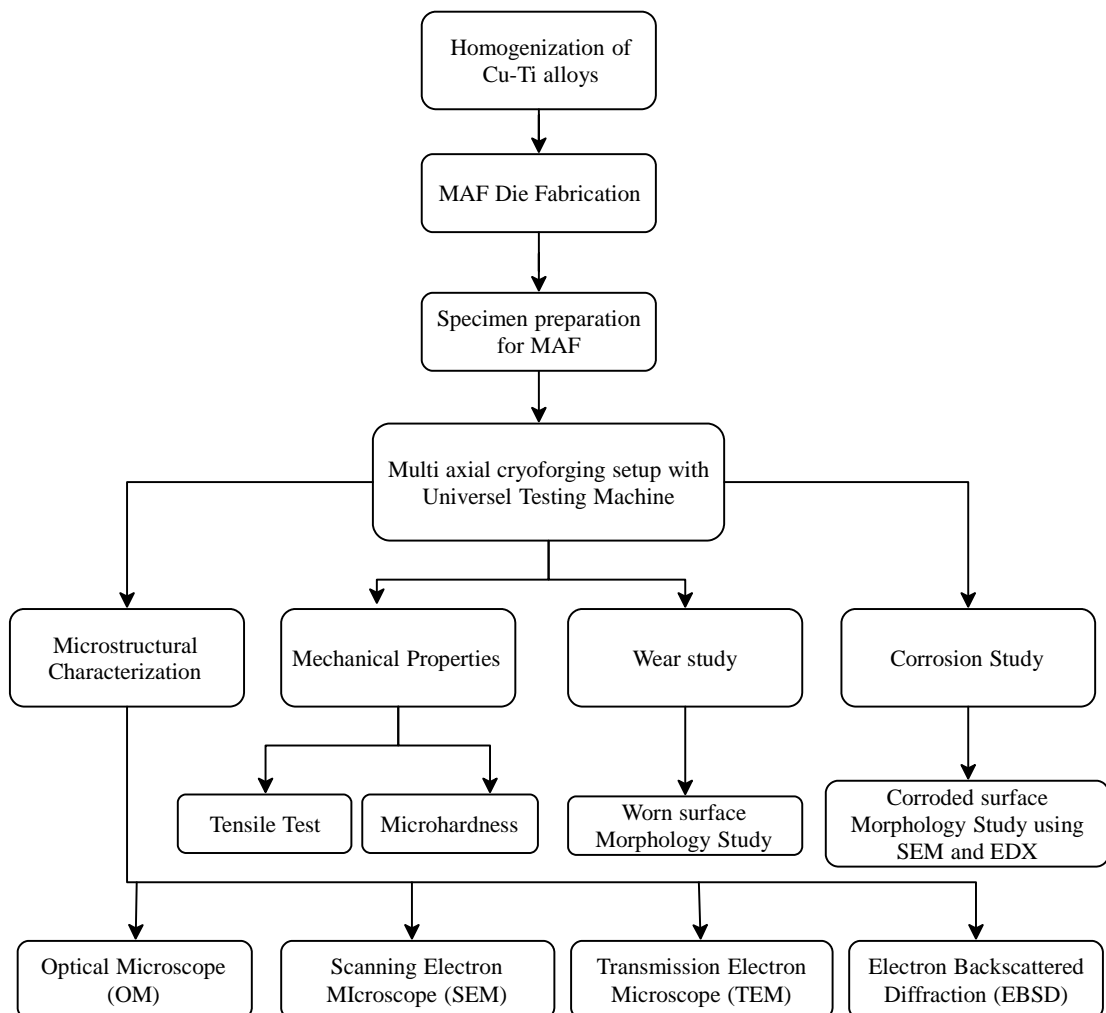 Homogenization of
Cu-Ti alloys
MAF Die Fabrication
Specimen preparation
for MAF
Multi axial cryoforging setup with
Universel Testing Machine
Microstructural
Characterization
Mechanical Properties
Wear study
Corrosion Study
Tensile Test
Microhardness
Worn surface
Morphology Study
Corroded surface
Morphology Study using
SEM and EDX
Optical Microscope
(OM)
Scanning Electron
MIcroscope (SEM)
Transmission Electron
Microscope (TEM)
Electron Backscattered
Diffraction (EBSD)